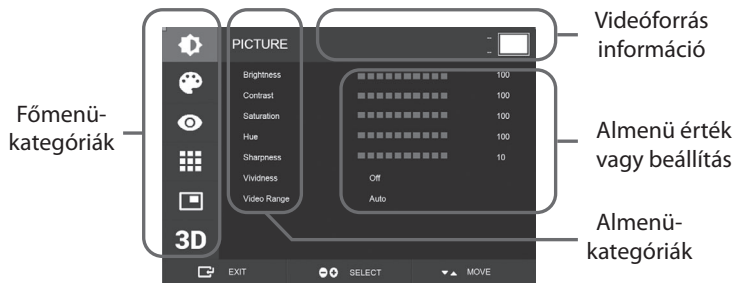 Videóforrás
információ
PICTURE
Brightness 100
Contrast 100
Saturation 100
Hue 100
Sharpness 10
Vividness Off
Video Range Auto
3D
EXIT SELECT MOVE
Főmenü-
kategóriák
Almenü érték
vagy beállítás
Almenü-
kategóriák